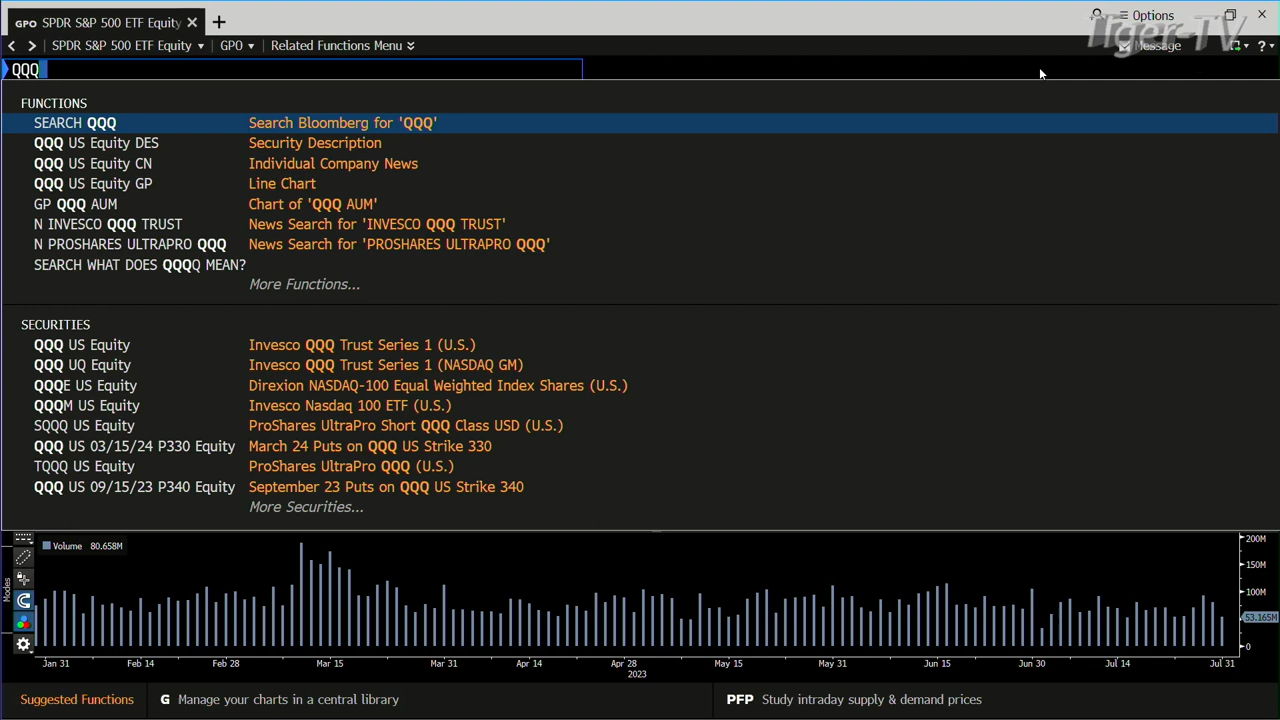 GPO SPDR S&P 500 ETF Equity
Options
SPDR S&P 500 ETF Equity GPO Related Functions Menu
Message
Tiger-TV
QQQ
FUNCTIONS
SEARCH QQQ Search Bloomberg for 'QQQ'
QQQ US Equity DES Security Description
QQQ US Equity CN Individual Company News
QQQ US Equity GP Line Chart
GP QQQ AUM Chart of 'QQQ AUM'
N INVESCO QQQ TRUST News Search for 'INVESCO QQQ TRUST'
N PROSHARES ULTRAPRO QQQ News Search for 'PROSHARES ULTRAPRO QQQ'
SEARCH WHAT DOES QQQQ MEAN?
More Functions...
SECURITIES
QQQ US Equity Invesco QQQ Trust Series 1 (U.S.)
QQQ UQ Equity Invesco QQQ Trust Series 1 (NASDAQ GM)
QQQE US Equity Direxion NASDAQ-100 Equal Weighted Index Shares (U.S.)
QQQM US Equity Invesco Nasdaq 100 ETF (U.S.)
SQQQ US Equity ProShares UltraPro Short QQQ Class USD (U.S.)
QQQ US 03/15/24 P330 Equity March 24 Puts on QQQ US Strike 330
TQQQ US Equity ProShares UltraPro QQQ (U.S.)
QQQ US 09/15/23 P340 Equity September 23 Puts on QQQ US Strike 340
More Securities...
Modes
Volume 80.658M
200M
150M
100M
53.165M
0
Jan 31 Feb 14 Feb 28 Mar 15 Mar 31 Apr 14 Apr 28 May 15 May 31 Jun 15 Jun 30 Jul 14 Jul 31
2023
Suggested Functions G Manage your charts in a central library PFP Study intraday supply & demand prices